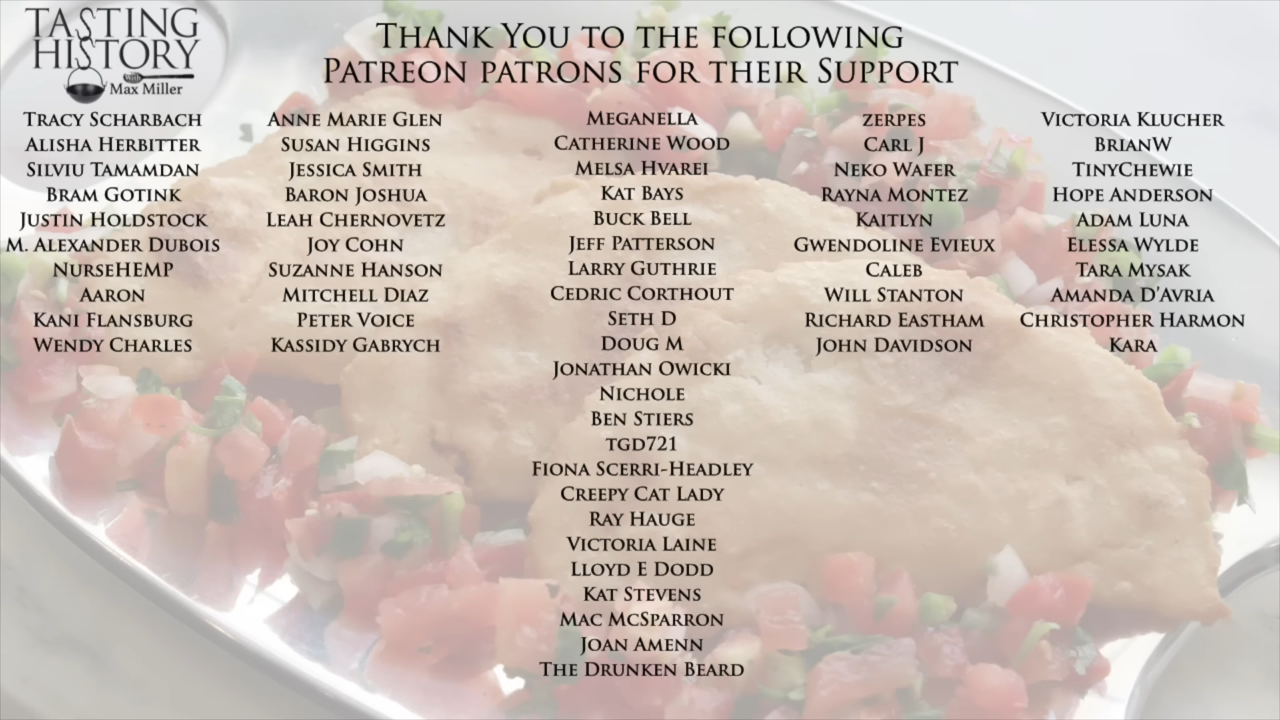 TASTING
HISTORY
With
Max Miller
THANK YOU TO THE FOLLOWING
PATREON PATRONS FOR THEIR SUPPORT
TRACY SCHARBACH
ALISHA HERBITTER
SILVIU TAMAMDAN
BRAM GOTINK
JUSTIN HOLDSTOCK
M. ALEXANDER DUBOIS
NURSEHEMP
AARON
KANI FLANSBURG
WENDY CHARLES
ANNE MARIE GLEN
SUSAN HIGGINS
JESSICA SMITH
BARON JOSHUA
LEAH CHERNOVETZ
JOY COHN
SUZANNE HANSON
MITCHELL DIAZ
PETER VOICE
KASSIDY GABRYCH
MEGANELLA
CATHERINE WOOD
MELSA HVAREI
KAT BAYS
BUCK BELL
JEFF PATTERSON
LARRY GUTHRIE
CEDRIC CORTHOUT
SETH D
DOUG M
JONATHAN OWICKI
NICHOLE
BEN STIERS
TGD721
FIONA SCERRI-HEADLEY
CREEPY CAT LADY
RAY HAUGE
VICTORIA LAINE
LLOYD E DODD
KAT STEVENS
MAC MCSPARRON
JOAN AMENN
THE DRUNKEN BEARD
ZERPES
CARL J
NEKO WAFER
RAYNA MONTEZ
KAITLYN
GWENDOLINE EVIEUX
CALEB
WILL STANTON
RICHARD EASTHAM
JOHN DAVIDSON
VICTORIA KLUCHER
BRIANW
TINYCHEWIE
HOPE ANDERSON
ADAM LUNA
ELESSA WYLDE
TARA MYSAK
AMANDA D'AVRIA
CHRISTOPHER HARMON
KARA